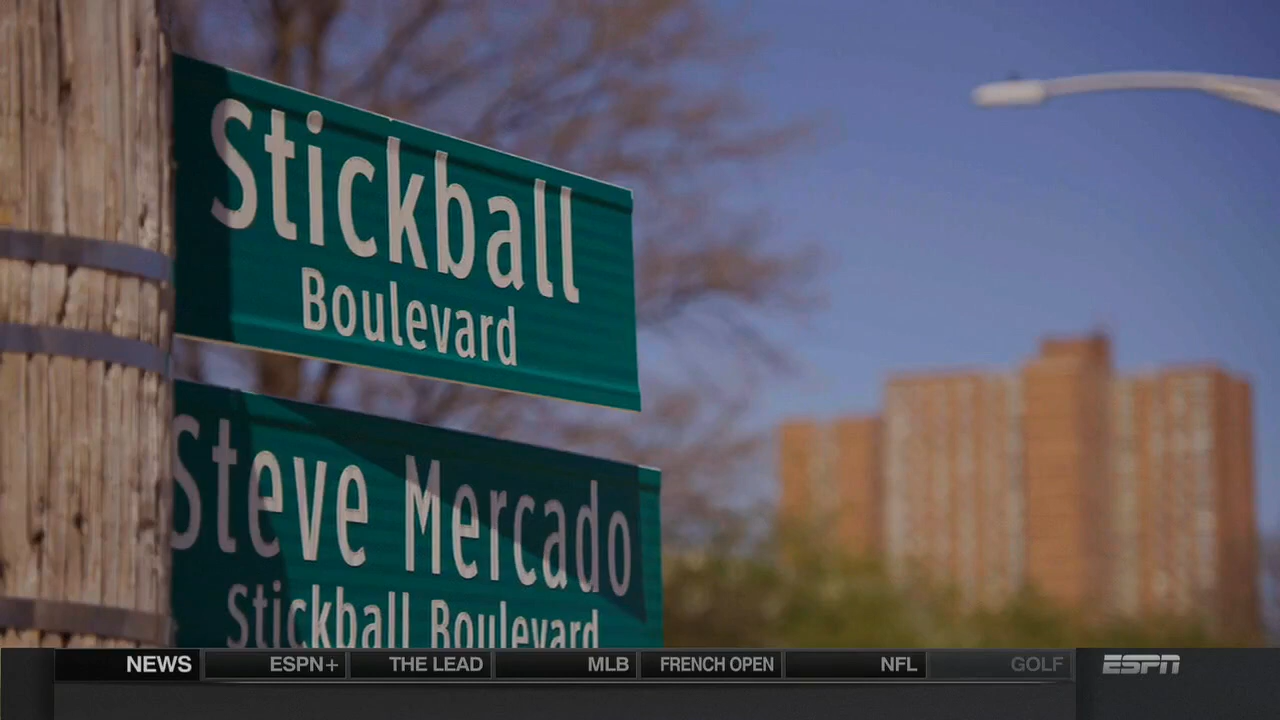 Stickball
Boulevard
Steve Mercado
Stickball Boulevard
NEWS
ESPN+
THE LEAD
MLB
FRENCH OPEN
NFL
GOLF
ESPN